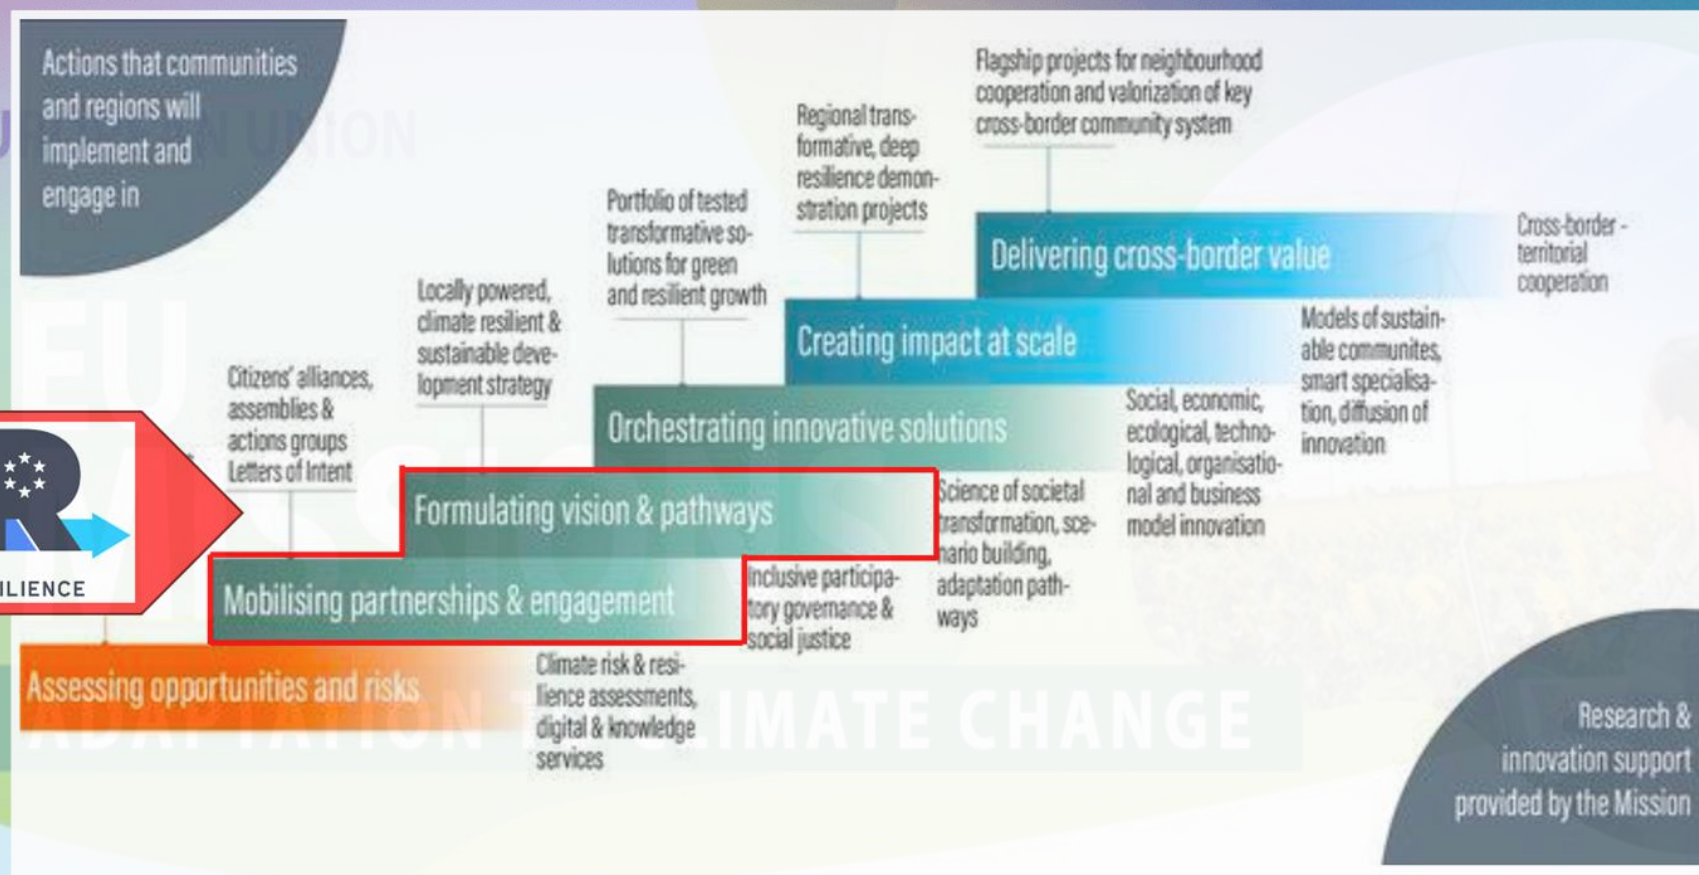 Actions that communities
and regions will
implement and
engage in
Flagship projects for neighbourhood
cooperation and valorization of key
cross-border community system
Regional trans-
formative, deep
resilience demon-
stration projects
Portfolio of tested
transformative so-
lutions for green
and resilient growth
Locally powered,
climate resilient &
sustainable deve-
lopment strategy
Citizens' alliances,
assemblies &
actions groups
Letters of Intent
Delivering cross-border value
Cross-border -
territorial
cooperation
Creating impact at scale
Models of sustain-
able communites,
smart specialisa-
tion, diffusion of
innovation
Orchestrating innovative solutions
Social, economic,
ecological, techno-
logical, organisatio-
nal and business
model innovation
Formulating vision & pathways
Science of societal
transformation, sce-
nario building,
adaptation path-
ways
Mobilising partnerships & engagement
Inclusive participa-
tory governance &
social justice
Assessing opportunities and risks
Climate risk & resi-
lience assessments,
digital & knowledge
services
R
ILIENCE
UNION
EU
MISSIONS
ADAPTATION T CLIMATE CHANGE
Research &
innovation support
provided by the Mission